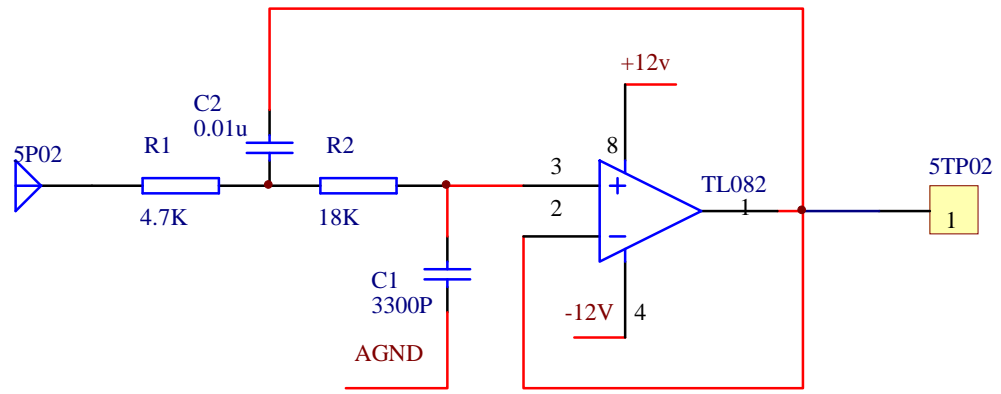 +12v
C2
0.01u
R1
R2
5P02
8
3
TL082
5TP02
2
1
1
4.7K
18K
C1
3300P
-12V
4
AGND